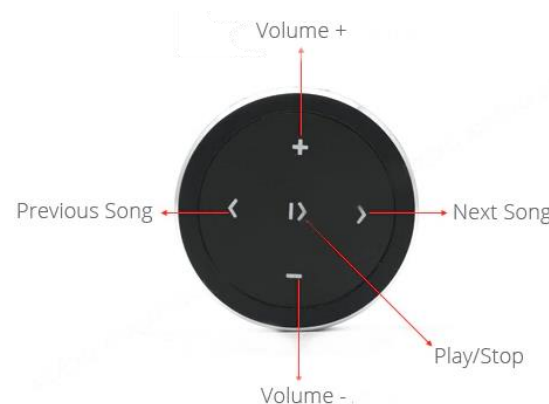 Volume +
Previous Song
Next Song
Play/Stop
Volume -